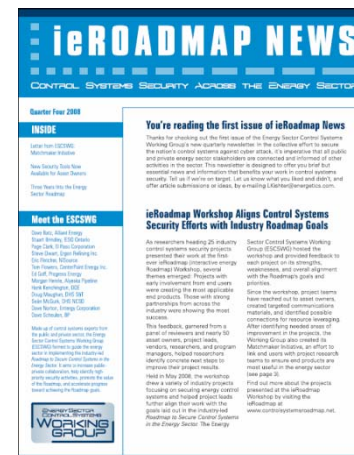 ieROADMAP NEWS
CONTROL SYSTEMS SECURITY ACROSS THE ENERGY SECTOR
Quarter Four 2008
INSIDE
Letter from ESCSWG
Matchmaker Initiative
New Security Tools Now
Available for Asset Owners
Three Years Into the Energy
Sector Roadmap
Meet the ESCSWG
Dave Batz, Alliant Energy
Stuart Brindley, IESO Ontario
Page Clark, El Paso Corporation
Steve Elwart, Ergon Refining Inc.
Eric Fletcher, NiSource
Tom Flowers, CenterPoint Energy Inc.
Ed Goff, Progress Energy
Morgan Henrie, Alyeska Pipeline
Hank Kenchington, DOE
Doug Maughan, DHS S&T
Sean McGurk, DHS NCSD
Dave Norton, Entergy Corporation
Dave Scheulen, BP
Made up of control systems experts from
the public and private sector, the Energy
Sector Control Systems Working Group
(ESCSWG) formed to guide the energy
sector in implementing the industry-led
Roadmap to Secure Control Systems in the
Energy Sector. It aims to increase public-
private collaboration, help identify high-
priority security activities, promote the value
of the Roadmap, and accelerate progress
toward achieving the Roadmap goals.
ENERGY SECTOR
CONTROL SYSTEMS
WORKING
GROUP
You're reading the first issue of ieRoadmap News
Thanks for checking out the first issue of the Energy Sector Control Systems
Working Group's new quarterly newsletter. In the collective effort to secure
the nation's control systems against cyber attack, it's imperative that all public
and private energy sector stakeholders are connected and informed of other
activities in the sector. This newsletter is designed to offer you brief but
essential news and information that benefits your work in control systems
security. Tell us if we're on target. Let us know what you liked and didn't, and
offer article submissions or ideas, by e-mailing
ieRoadmap Workshop Aligns Control Systems
Security Efforts with Industry Roadmap Goals
As researchers heading 25 industry
control systems security projects
presented their work at the first-
ever ieRoadmap (interactive energy
Roadmap) Workshop, several
themes emerged: Projects with
early involvement from end users
were creating the most applicable
end products. Those with strong
partnerships from across the
industry were showing the most
success.
This feedback, garnered from a
panel of reviewers and nearly 50
asset owners, project leads,
vendors, researchers, and program
managers, helped researchers
identify concrete next steps to
improve their project results.
Held in May 2008, the workshop
drew a variety of industry projects
focusing on securing energy control
systems and helped project leads
further align their work with the
goals laid out in the industry-led
Roadmap to Secure Control Systems
in the Energy Sector. The Energy
Sector Control Systems Working
Group (ESCSWG) hosted the
workshop and provided feedback to
each project on its strengths,
weaknesses, and overall alignment
with the Roadmap's goals and
priorities.
Since the workshop, project teams
have reached out to asset owners,
created targeted communications
materials, and identified possible
connections for resource leveraging.
After identifying needed areas of
improvement in the projects, the
Working Group also created its
Matchmaker Initiative, an effort to
link end users with project research
teams to ensure end products are
most useful in the energy sector
(see page 3).
Find out more about the projects
presented at the ieRoadmap
Workshop by visiting the
ieRoadmap at
www.controlsystemsroadmap.net.